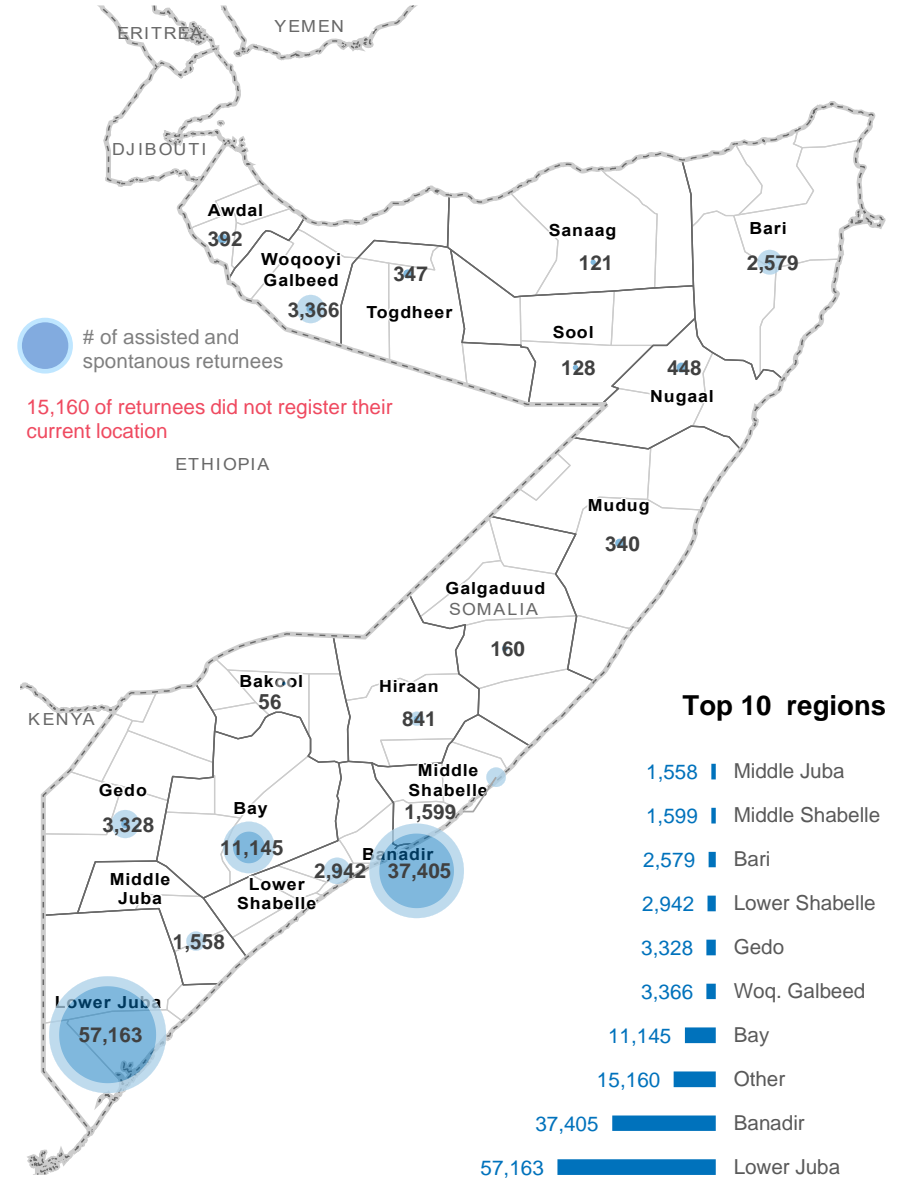 ERITREA
YEMEN
DJIBOUTI
Awdal
392
Woqooyi
Galbeed
3,366
347
Togdheer
Sanaag
121
Bari
2,579
Sool
128
448
Nugaal
# of assisted and
spontanous returnees
15,160 of returnees did not register their
current location
ETHIOPIA
Mudug
340
Galgaduud
SOMALIA
160
Bakool
56
Hiraan
841
KENYA
Gedo
3,328
Bay
11,145
Middle
Shabelle
1,599
Banadir
2,942
37,405
Middle
Juba
Lower
Shabelle
1,558
Lower Juba
57,163
Top 10 regions
1,558 Middle Juba
1,599 Middle Shabelle
2,579 Bari
2,942 Lower Shabelle
3,328 Gedo
3,366 Woq. Galbeed
11,145 Bay
15,160 Other
37,405 Banadir
57,163 Lower Juba